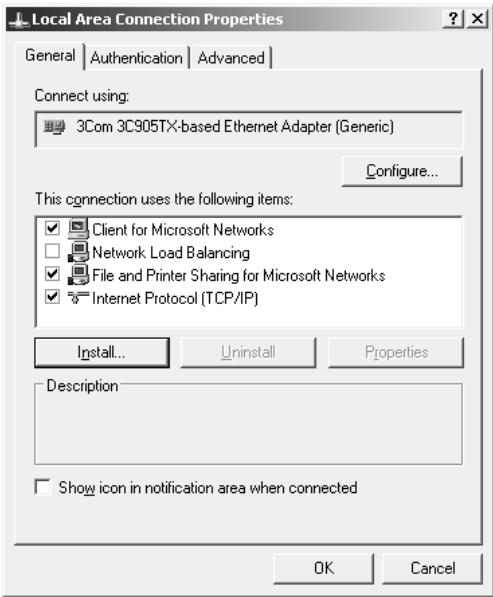 Local Area Connection Properties
General
Authentication
Advanced
Connect using:
3Com 3C905TX-based Ethernet Adapter (Generic)
Configure...
This connection uses the following items:
Client for Microsoft Networks
Network Load Balancing
File and Printer Sharing for Microsoft Networks
Internet Protocol (TCP/IP)
Install...
Uninstall
Properties
Description
Show icon in notification area when connected
OK
Cancel